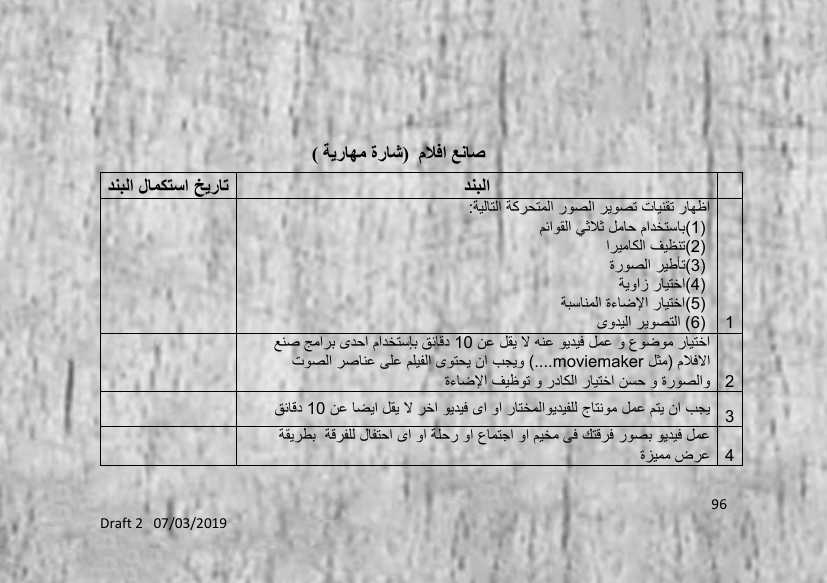 صانع افلام (شارة مهارية )
البند تاريخ استكمال البند
اظهار تقنيات تصوير الصور المتحركة التالية:
(1)باستخدام حامل ثلاثي القوائم
(2)تنظيف الكاميرا
(3)تأطير الصورة
(4)اختيار زاوية
(5)اختيار الإضاءة المناسبة
1 (6) التصوير اليدوى
اختيار موضوع و عمل فيديو عنه لا يقل عن 10 دقائق بإستخدام احدى برامج صنع
الافلام (مثل moviemaker....) ويجب ان يحتوى الفيلم على عناصر الصوت
2 والصورة و حسن اختيار الكادر و توظيف الإضاءة
3 يجب ان يتم عمل مونتاج للفيديوالمختار او اى فيديو اخر لا يقل ايضا عن 10 دقائق
عمل فيديو بصور فرقتك فى مخيم او اجتماع او رحلة او اى احتفال للفرقة بطريقة
4 عرض مميزة
96
Draft 2 07/03/2019